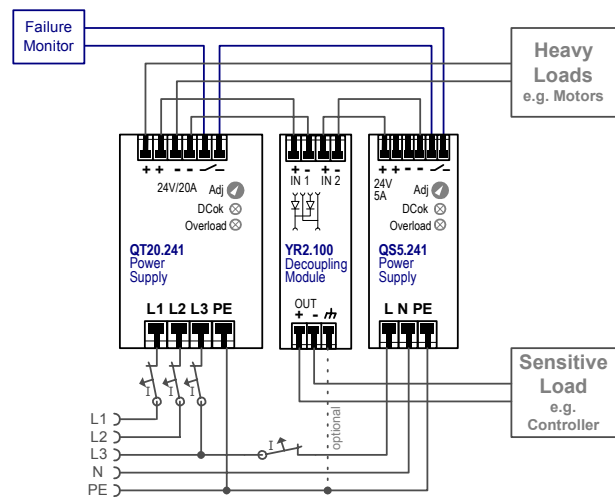 Failure
Monitor
Heavy
Loads
e.g. Motors
+ + - -
24V/20A
Adj
DCok
Overload
QT20.241
Power
Supply
L1 L2 L3 PE
+ - + -
IN 1 IN 2
YR2.100
Decoupling
Module
OUT
+ -
+ + - - +
24V
5A
Adj
DCok
Overload
QS5.241
Power
Supply
L N PE
I
I
I
I
optional
Sensitive
Load
e.g.
Controller
L1
L2
L3
N
PE